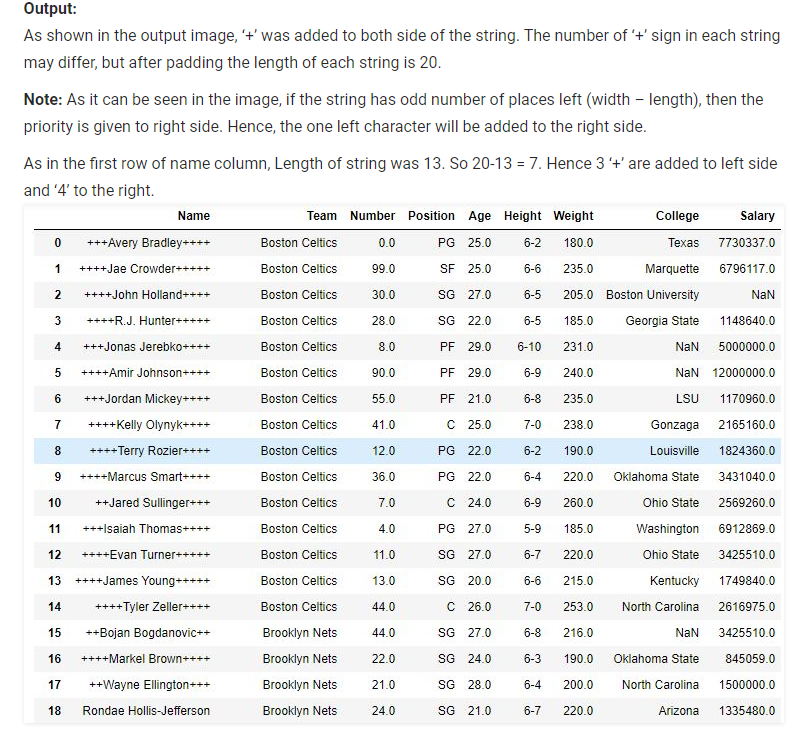 Output:
As shown in the output image, ‘+’ was added to both side of the string. The number of ‘+’ sign in each string
may differ, but after padding the length of each string is 20.
Note: As it can be seen in the image, if the string has odd number of places left (width – length), then the
priority is given to right side. Hence, the one left character will be added to the right side.
As in the first row of name column, Length of string was 13. So 20-13 = 7. Hence 3 ‘+’ are added to left side
and ‘4’ to the right.
Name Team Number Position Age Height Weight College Salary
0 +++Avery Bradley++++ Boston Celtics 0.0 PG 25.0 6-2 180.0 Texas 7730337.0
1 ++++Jae Crowder+++++ Boston Celtics 99.0 SF 25.0 6-6 235.0 Marquette 6796117.0
2 ++++John Holland++++ Boston Celtics 30.0 SG 27.0 6-5 205.0 Boston University NaN
3 ++++R.J. Hunter+++++ Boston Celtics 28.0 SG 22.0 6-5 185.0 Georgia State 1148640.0
4 +++Jonas Jerebko++++ Boston Celtics 8.0 PF 29.0 6-10 231.0 NaN 5000000.0
5 ++++Amir Johnson++++ Boston Celtics 90.0 PF 29.0 6-9 240.0 NaN 12000000.0
6 +++Jordan Mickey++++ Boston Celtics 55.0 PF 21.0 6-8 235.0 LSU 1170960.0
7 ++++Kelly Olynyk++++ Boston Celtics 41.0 C 25.0 7-0 238.0 Gonzaga 2165160.0
8 ++++Terry Rozier++++ Boston Celtics 12.0 PG 22.0 6-2 190.0 Louisville 1824360.0
9 ++++Marcus Smart++++ Boston Celtics 36.0 PG 22.0 6-4 220.0 Oklahoma State 3431040.0
10 ++Jared Sullinger+++ Boston Celtics 7.0 C 24.0 6-9 260.0 Ohio State 2569260.0
11 +++Isaiah Thomas++++ Boston Celtics 4.0 PG 27.0 5-9 185.0 Washington 6912869.0
12 ++++Evan Turner+++++ Boston Celtics 11.0 SG 27.0 6-7 220.0 Ohio State 3425510.0
13 ++++James Young+++++ Boston Celtics 13.0 SG 20.0 6-6 215.0 Kentucky 1749840.0
14 ++++Tyler Zeller++++ Boston Celtics 44.0 C 26.0 7-0 253.0 North Carolina 2616975.0
15 ++Bojan Bogdanovic++ Brooklyn Nets 44.0 SG 27.0 6-8 216.0 NaN 3425510.0
16 ++++Markel Brown++++ Brooklyn Nets 22.0 SG 24.0 6-3 190.0 Oklahoma State 845059.0
17 ++Wayne Ellington+++ Brooklyn Nets 21.0 SG 28.0 6-4 200.0 North Carolina 1500000.0
18 Rondae Hollis-Jefferson Brooklyn Nets 24.0 SG 21.0 6-7 220.0 Arizona 1335480.0